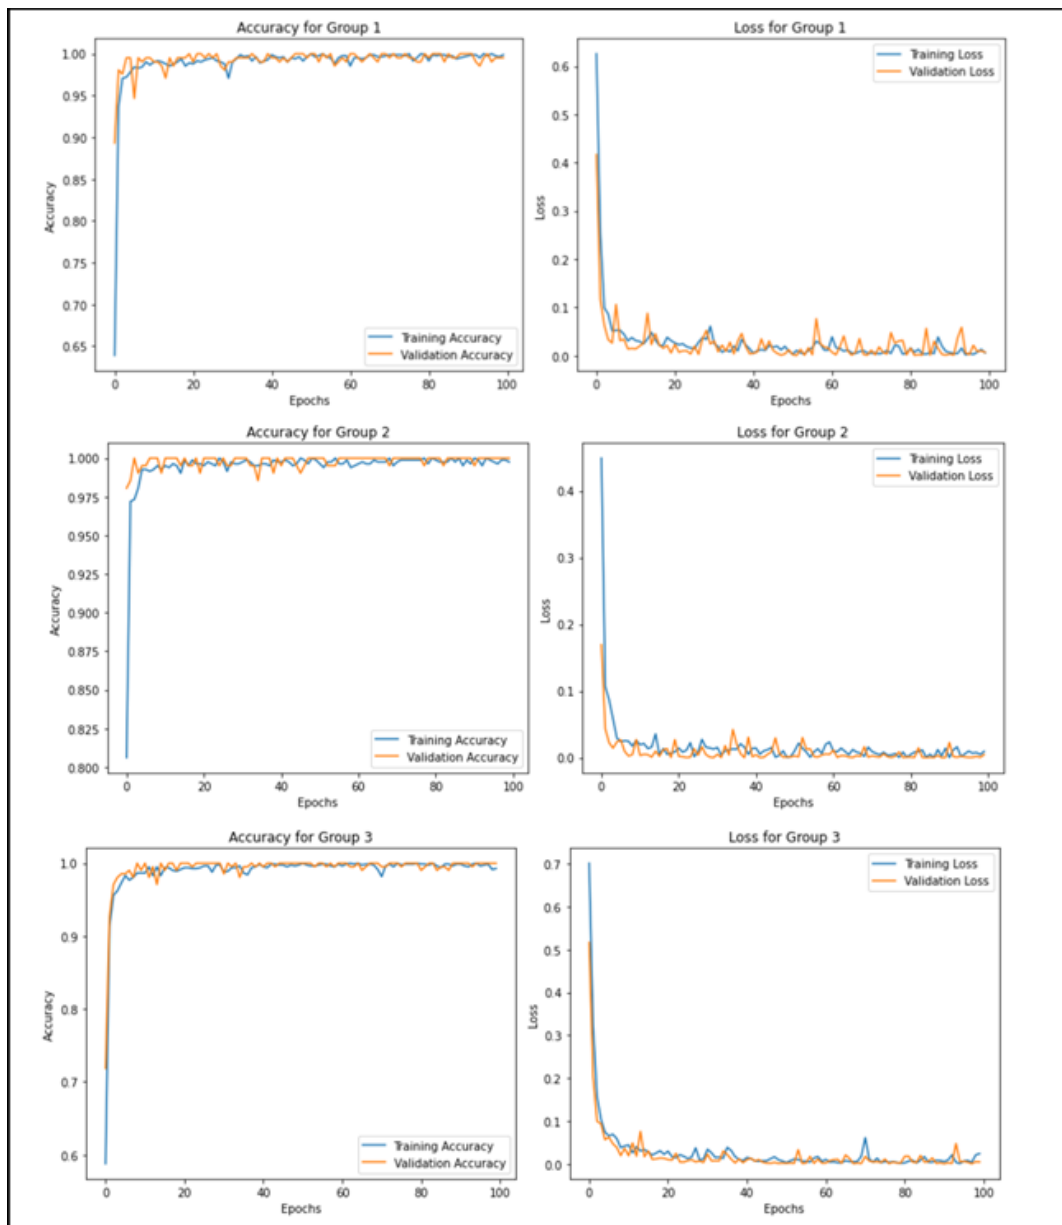 Accuracy for Group 1
Accuracy
1.00
0.95
0.90
0.85
0.80
0.75
0.70
0.65
0
20
40
60
80
100
Epochs
Training Accuracy
Validation Accuracy
Loss for Group 1
Loss
0.6
0.5
0.4
0.3
0.2
0.1
0.0
0
20
40
60
80
100
Epochs
Training Loss
Validation Loss
Accuracy for Group 2
Accuracy
1.000
0.975
0.950
0.925
0.900
0.875
0.850
0.825
0.800
0
20
40
60
80
100
Epochs
Training Accuracy
Validation Accuracy
Loss for Group 2
Loss
0.4
0.3
0.2
0.1
0.0
0
20
40
60
80
100
Epochs
Training Loss
Validation Loss
Accuracy for Group 3
Accuracy
1.0
0.9
0.8
0.7
0.6
0
20
40
60
80
100
Epochs
Training Accuracy
Validation Accuracy
Loss for Group 3
Loss
0.7
0.6
0.5
0.4
0.3
0.2
0.1
0.0
0
20
40
60
80
100
Epochs
Training Loss
Validation Loss